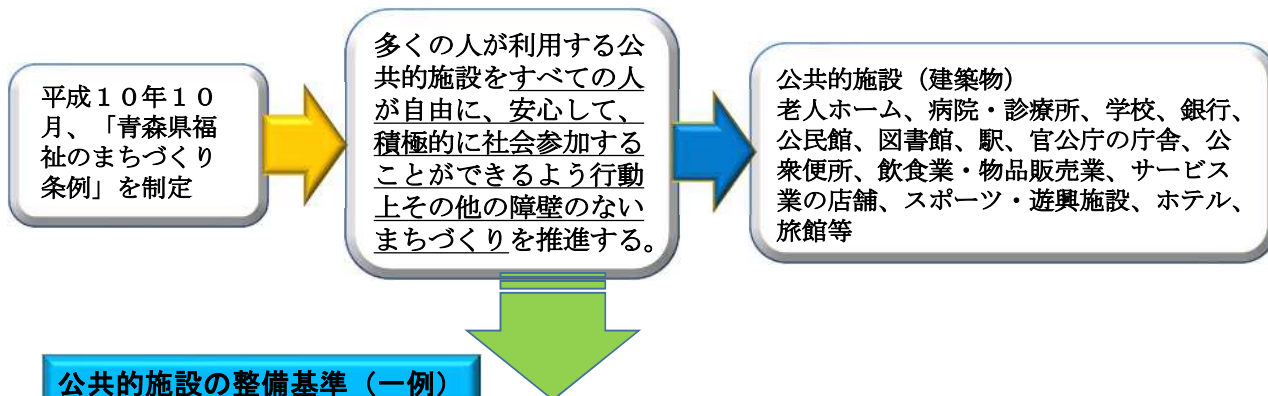 平成１０年１０
月、「青森県福
祉のまちづくり
条例」を制定
多くの人が利用する公
共的施設をすべての人
が自由に、安心して、
積極的に社会参加する
ことができるよう行動
上その他の障壁のない
まちづくりを推進する。
公共的施設（建築物）
老人ホーム、病院・診療所、学校、銀行、
公民館、図書館、駅、官公庁の庁舎、公
衆便所、飲食業・物品販売業、サービス
業の店舗、スポーツ・遊興施設、ホテル、
旅館等
公共的施設の整備基準（一例）